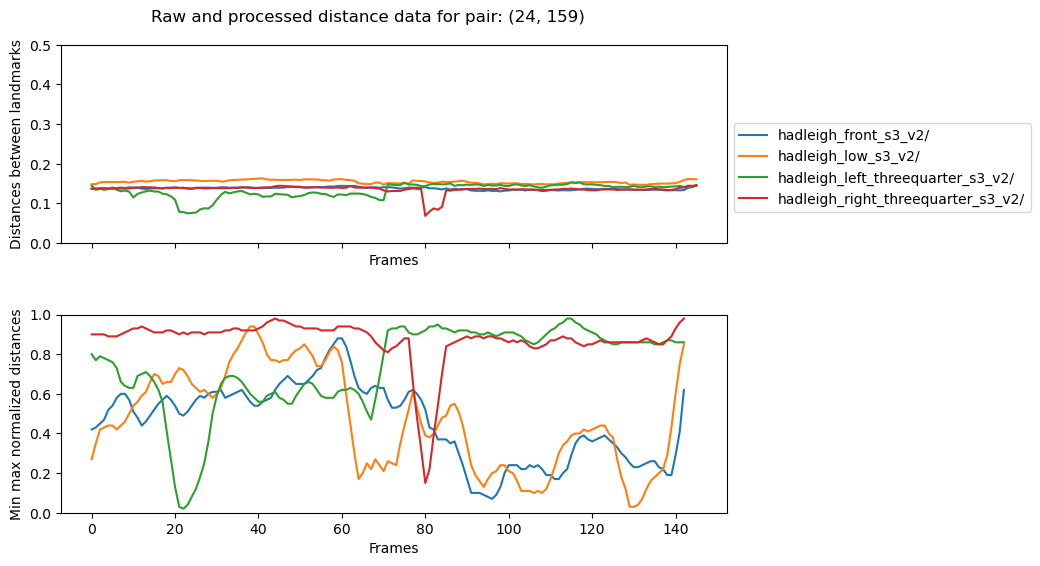 Raw and processed distance data for pair: (24, 159)
Distances between landmarks
0.5
0.4
0.3
0.2
0.1
0.0
Frames
hadleigh_front_s3_v2/
hadleigh_low_s3_v2/
hadleigh_left_threequarter_s3_v2/
hadleigh_right_threequarter_s3_v2/
Min max normalized distances
1.0
0.8
0.6
0.4
0.2
0.0
0 20 40 60 80 100 120 140
Frames